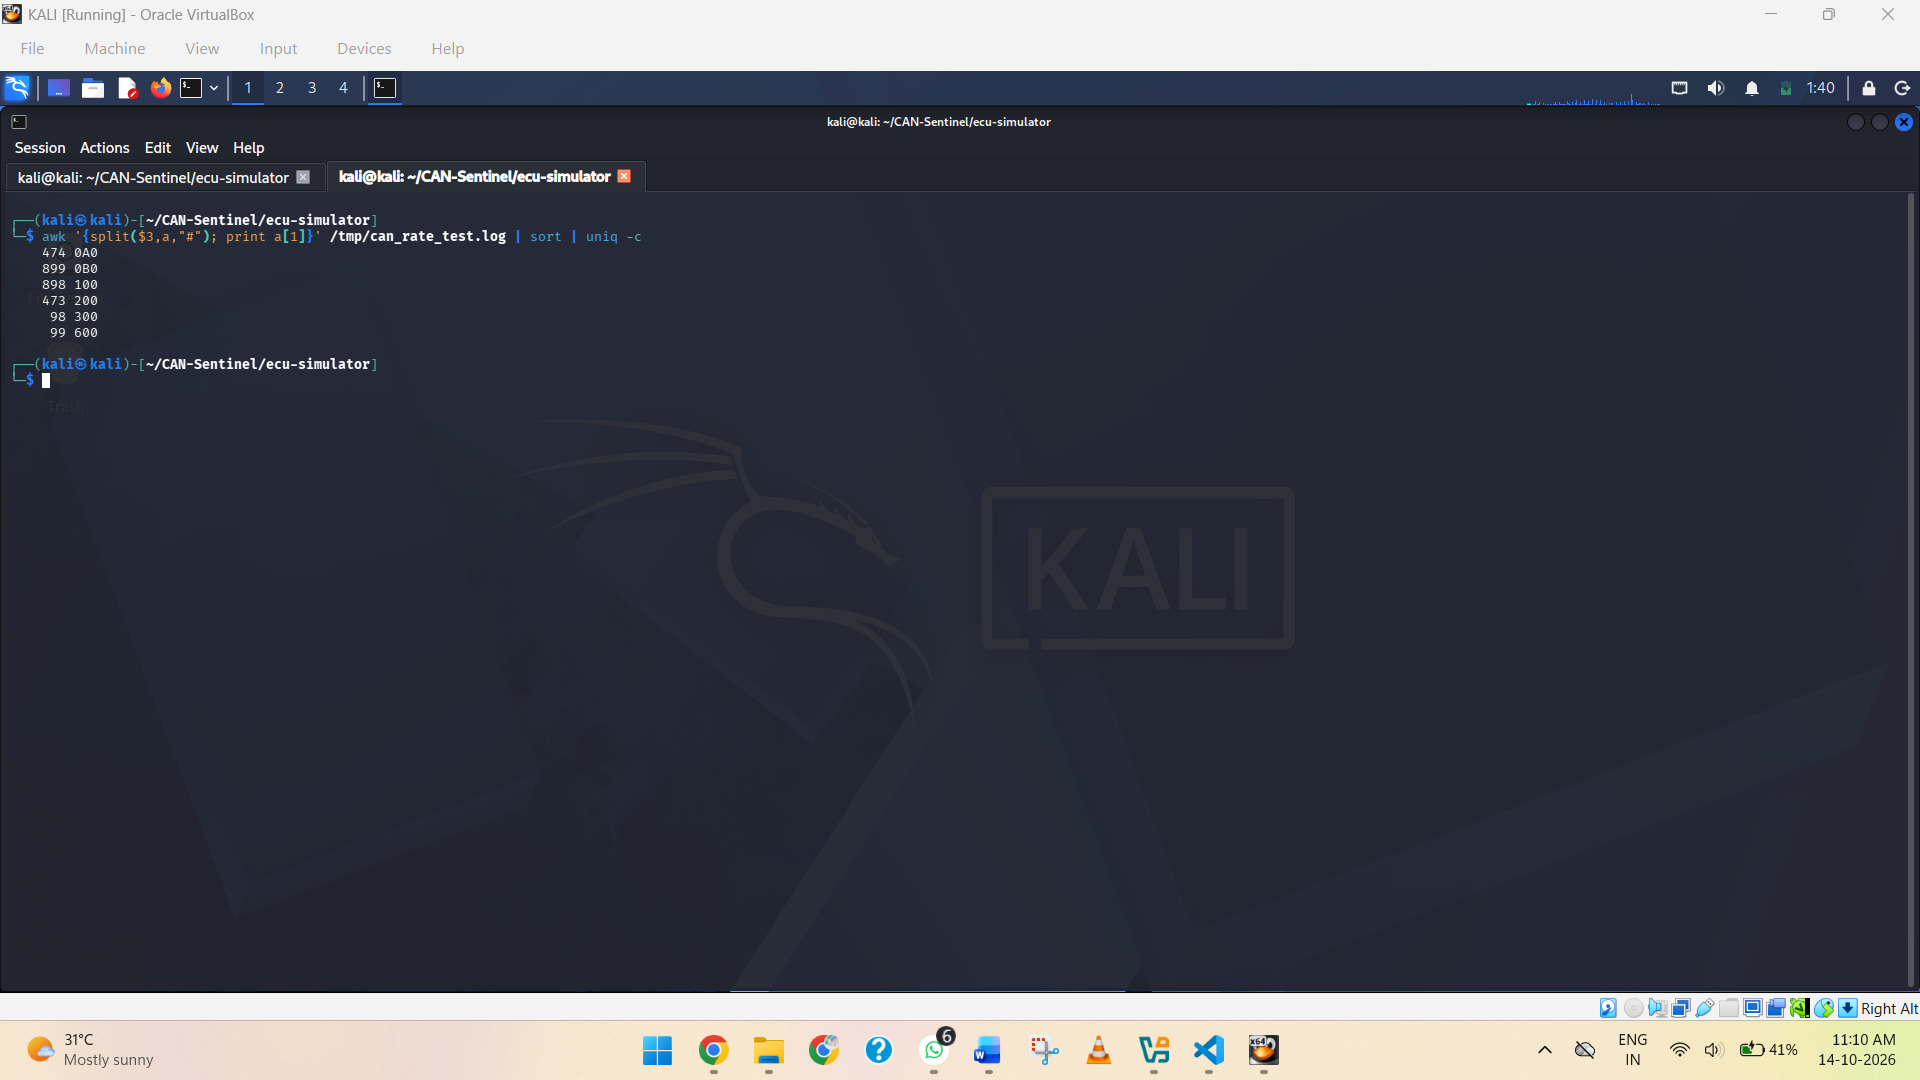 KALI [Running] - Oracle VirtualBox
File Machine View Input Devices Help
1 2 3 4 1:40
kali@kali: ~/CAN-Sentinel/ecu-simulator
Session Actions Edit View Help
kali@kali: ~/CAN-Sentinel/ecu-simulator kali@kali: ~/CAN-Sentinel/ecu-simulator
┌──(kali㉿kali)-[~/CAN-Sentinel/ecu-simulator]
└─$ awk '{split($3,a,"#"); print a[1]}' /tmp/can_rate_test.log | sort | uniq -c
474 0A0
899 0B0
898 100
473 200
98 300
99 600
┌──(kali㉿kali)-[~/CAN-Sentinel/ecu-simulator]
└─$
Trash
KALI
Right Alt
31°C
Mostly sunny
6
x64
ENG
IN
41%
11:10 AM
14-10-2026